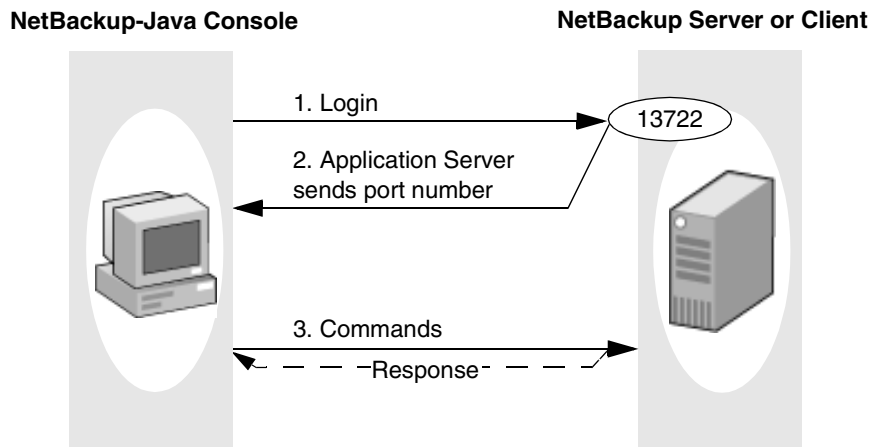 NetBackup-Java Console
NetBackup Server or Client
1. Login
13722
2. Application Server
sends port number
3. Commands
Response